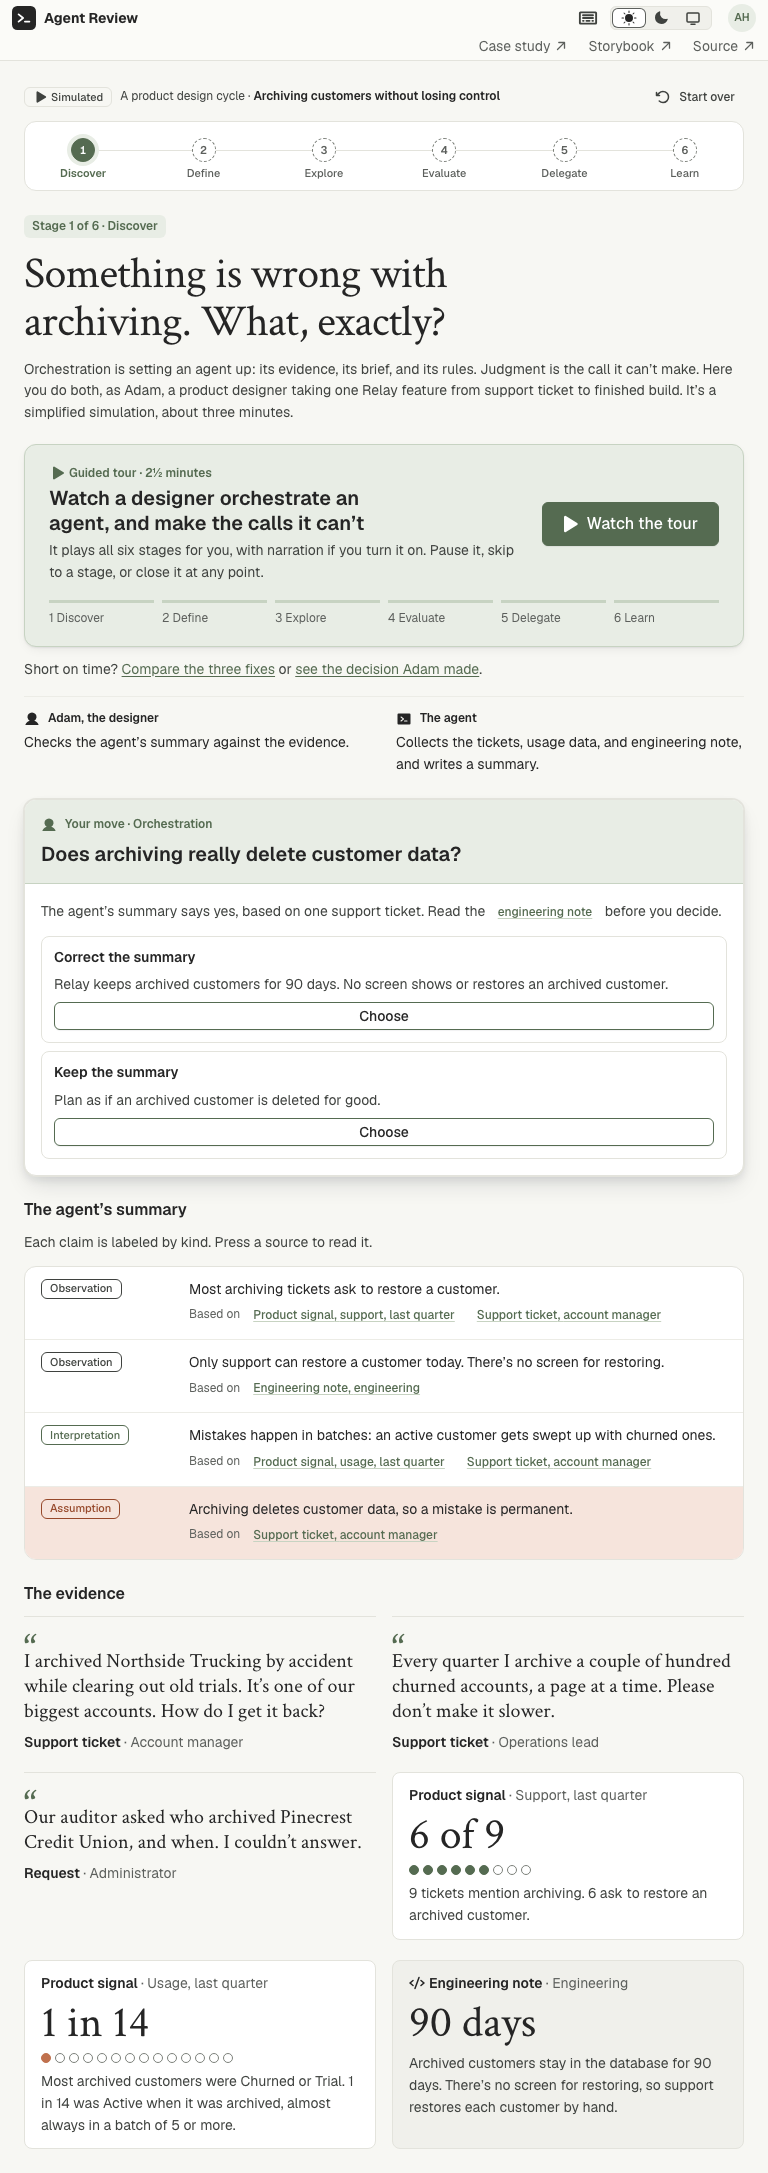 Agent Review
AH
Case study ↗ Storybook ↗ Source ↗
Simulated
A product design cycle · Archiving customers without losing control
Start over
1 2 3 4 5 6
Discover Define Explore Evaluate Delegate Learn
Stage 1 of 6 · Discover
Something is wrong with
archiving. What, exactly?
Orchestration is setting an agent up: its evidence, its brief, and its rules. Judgment is the call it can’t make. Here
you do both, as Adam, a product designer taking one Relay feature from support ticket to finished build. It’s a
simplified simulation, about three minutes.
Guided tour · 2½ minutes
Watch a designer orchestrate an
agent, and make the calls it can’t
It plays all six stages for you, with narration if you turn it on. Pause it, skip
to a stage, or close it at any point.
Watch the tour
1 Discover 2 Define 3 Explore 4 Evaluate 5 Delegate 6 Learn
Short on time? Compare the three fixes or see the decision Adam made.
Adam, the designer
Checks the agent’s summary against the evidence.
The agent
Collects the tickets, usage data, and engineering note,
and writes a summary.
Your move · Orchestration
Does archiving really delete customer data?
The agent’s summary says yes, based on one support ticket. Read the engineering note before you decide.
Correct the summary
Relay keeps archived customers for 90 days. No screen shows or restores an archived customer.
Choose
Keep the summary
Plan as if an archived customer is deleted for good.
Choose
The agent’s summary
Each claim is labeled by kind. Press a source to read it.
Observation
Most archiving tickets ask to restore a customer.
Based on Product signal, support, last quarter Support ticket, account manager
Observation
Only support can restore a customer today. There’s no screen for restoring.
Based on Engineering note, engineering
Interpretation
Mistakes happen in batches: an active customer gets swept up with churned ones.
Based on Product signal, usage, last quarter Support ticket, account manager
Assumption
Archiving deletes customer data, so a mistake is permanent.
Based on Support ticket, account manager
The evidence
“
I archived Northside Trucking by accident
while clearing out old trials. It’s one of our
biggest accounts. How do I get it back?
Support ticket · Account manager
“
Every quarter I archive a couple of hundred
churned accounts, a page at a time. Please
don’t make it slower.
Support ticket · Operations lead
“
Our auditor asked who archived Pinecrest
Credit Union, and when. I couldn’t answer.
Request · Administrator
Product signal · Support, last quarter
6 of 9
9 tickets mention archiving. 6 ask to restore an
archived customer.
Product signal · Usage, last quarter
1 in 14
Most archived customers were Churned or Trial. 1
in 14 was Active when it was archived, almost
always in a batch of 5 or more.
Engineering note · Engineering
90 days
Archived customers stay in the database for 90
days. There’s no screen for restoring, so support
restores each customer by hand.